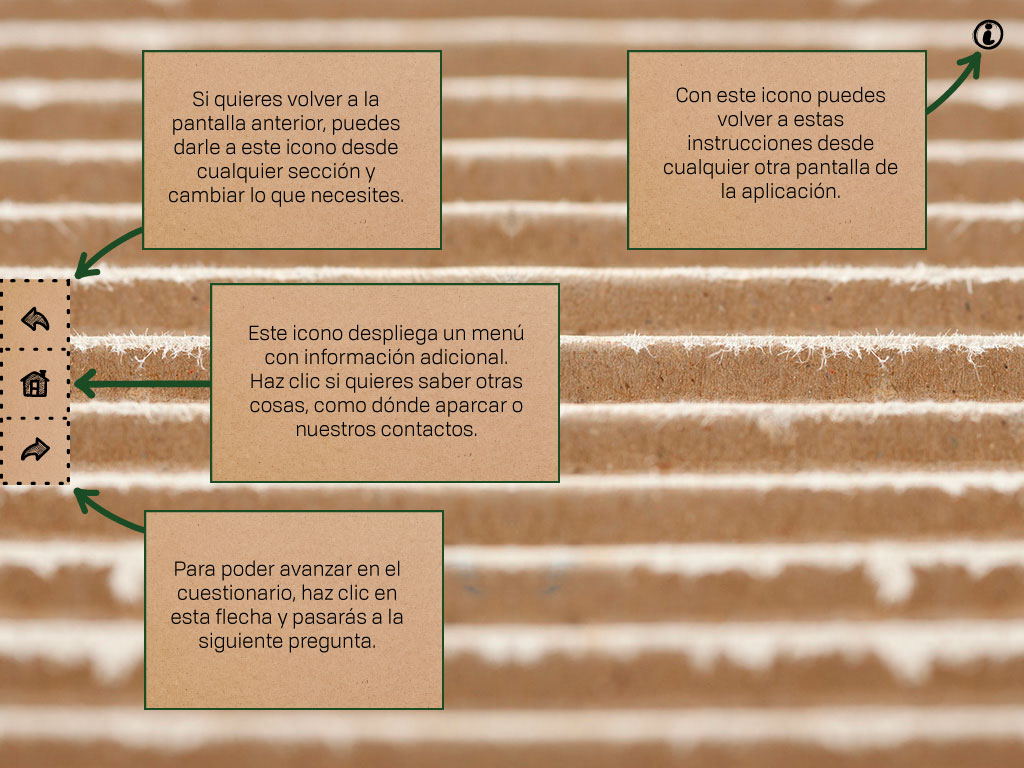 Si quieres volver a la
pantalla anterior, puedes
darle a este icono desde
cualquier sección y
cambiar lo que necesites.
Con este icono puedes
volver a estas
instrucciones desde
cualquier otra pantalla de
la aplicación.
Este icono despliega un menú
con información adicional.
Haz clic si quieres saber otras
cosas, como dónde aparcar o
nuestros contactos.
Para poder avanzar en el
cuestionario, haz clic en
esta flecha y pasarás a la
siguiente pregunta.